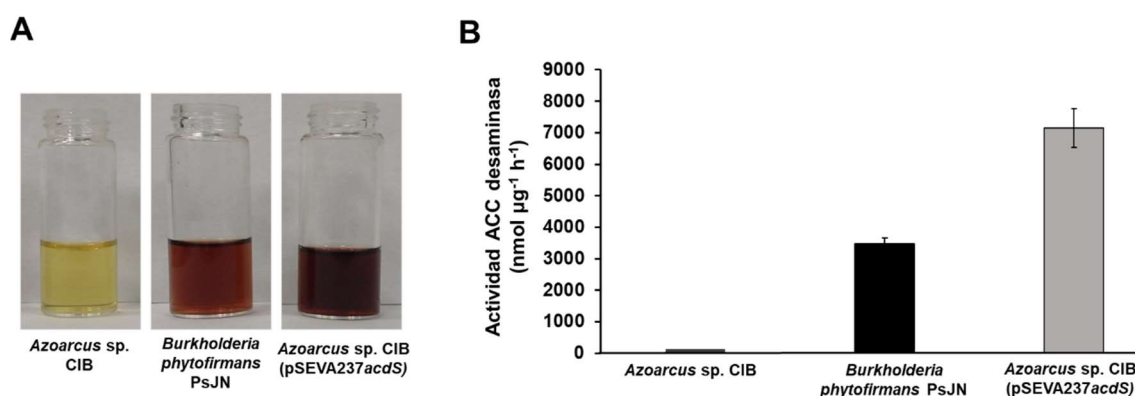 A
Azoarcus sp.
CIB
Burkholderia
phytofirmans
PsJN
Azoarcus sp. CIB
(pSEVA237acdS)
B
Actividad ACC desaminasa
(nmol µg⁻¹ h⁻¹)
9000
8000
7000
6000
5000
4000
3000
2000
1000
0
Azoarcus sp. CIB
Burkholderia
phytofirmans PsJN
Azoarcus sp. CIB
(pSEVA237acdS)